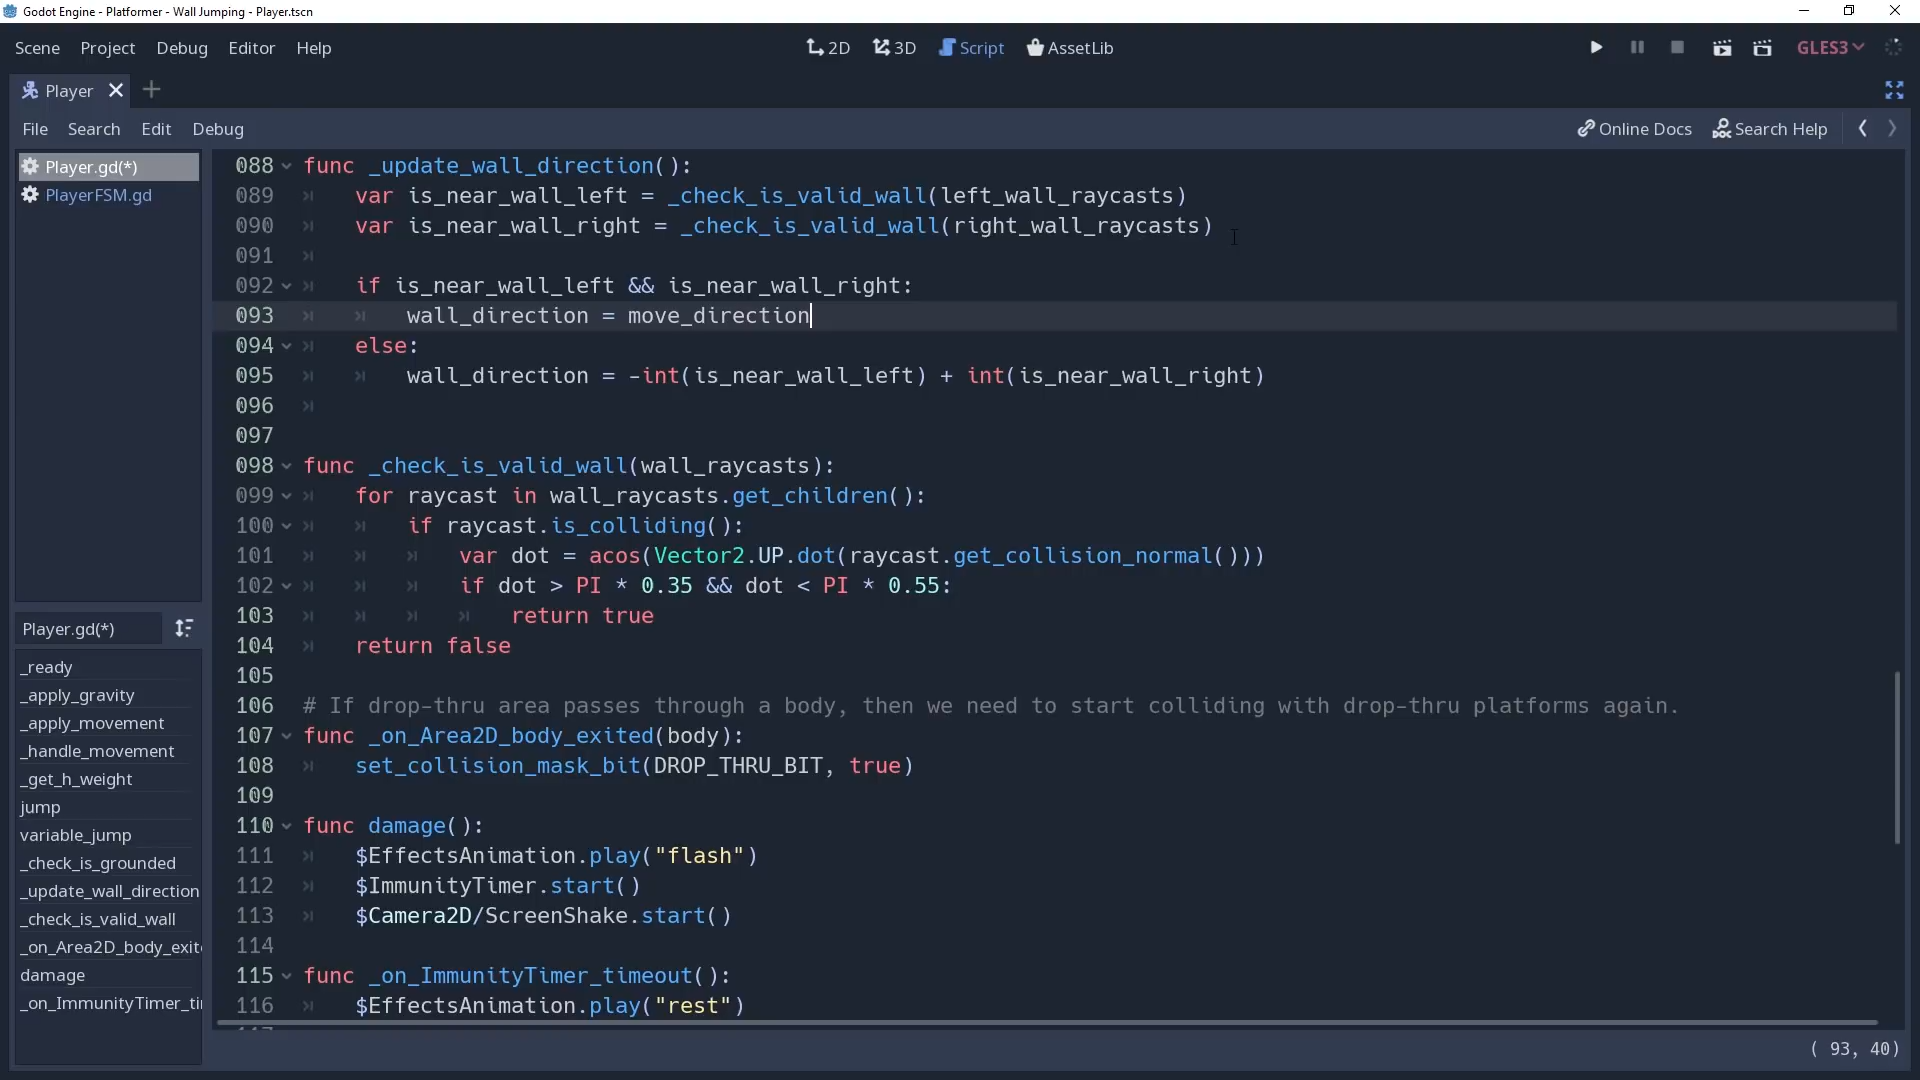 Godot Engine - Platformer - Wall Jumping - Player.tscn
Scene Project Debug Editor Help 2D 3D Script AssetLib GLES3
Player
File Search Edit Debug Online Docs Search Help
Player.gd(*)
PlayerFSM.gd
Player.gd(*)
_ready
_apply_gravity
_apply_movement
_handle_movement
_get_h_weight
jump
variable_jump
_check_is_grounded
_update_wall_direction
_check_is_valid_wall
_on_Area2D_body_exit
damage
_on_ImmunityTimer_ti
088 func _update_wall_direction():
089 var is_near_wall_left = _check_is_valid_wall(left_wall_raycasts)
090 var is_near_wall_right = _check_is_valid_wall(right_wall_raycasts)
091
092 if is_near_wall_left && is_near_wall_right:
093 wall_direction = move_direction
094 else:
095 wall_direction = -int(is_near_wall_left) + int(is_near_wall_right)
096
097
098 func _check_is_valid_wall(wall_raycasts):
099 for raycast in wall_raycasts.get_children():
100 if raycast.is_colliding():
101 var dot = acos(Vector2.UP.dot(raycast.get_collision_normal()))
102 if dot > PI * 0.35 && dot < PI * 0.55:
103 return true
104 return false
105
106 # If drop-thru area passes through a body, then we need to start colliding with drop-thru platforms again.
107 func _on_Area2D_body_exited(body):
108 set_collision_mask_bit(DROP_THRU_BIT, true)
109
110 func damage():
111 $EffectsAnimation.play("flash")
112 $ImmunityTimer.start()
113 $Camera2D/ScreenShake.start()
114
115 func _on_ImmunityTimer_timeout():
116 $EffectsAnimation.play("rest")
( 93, 40)